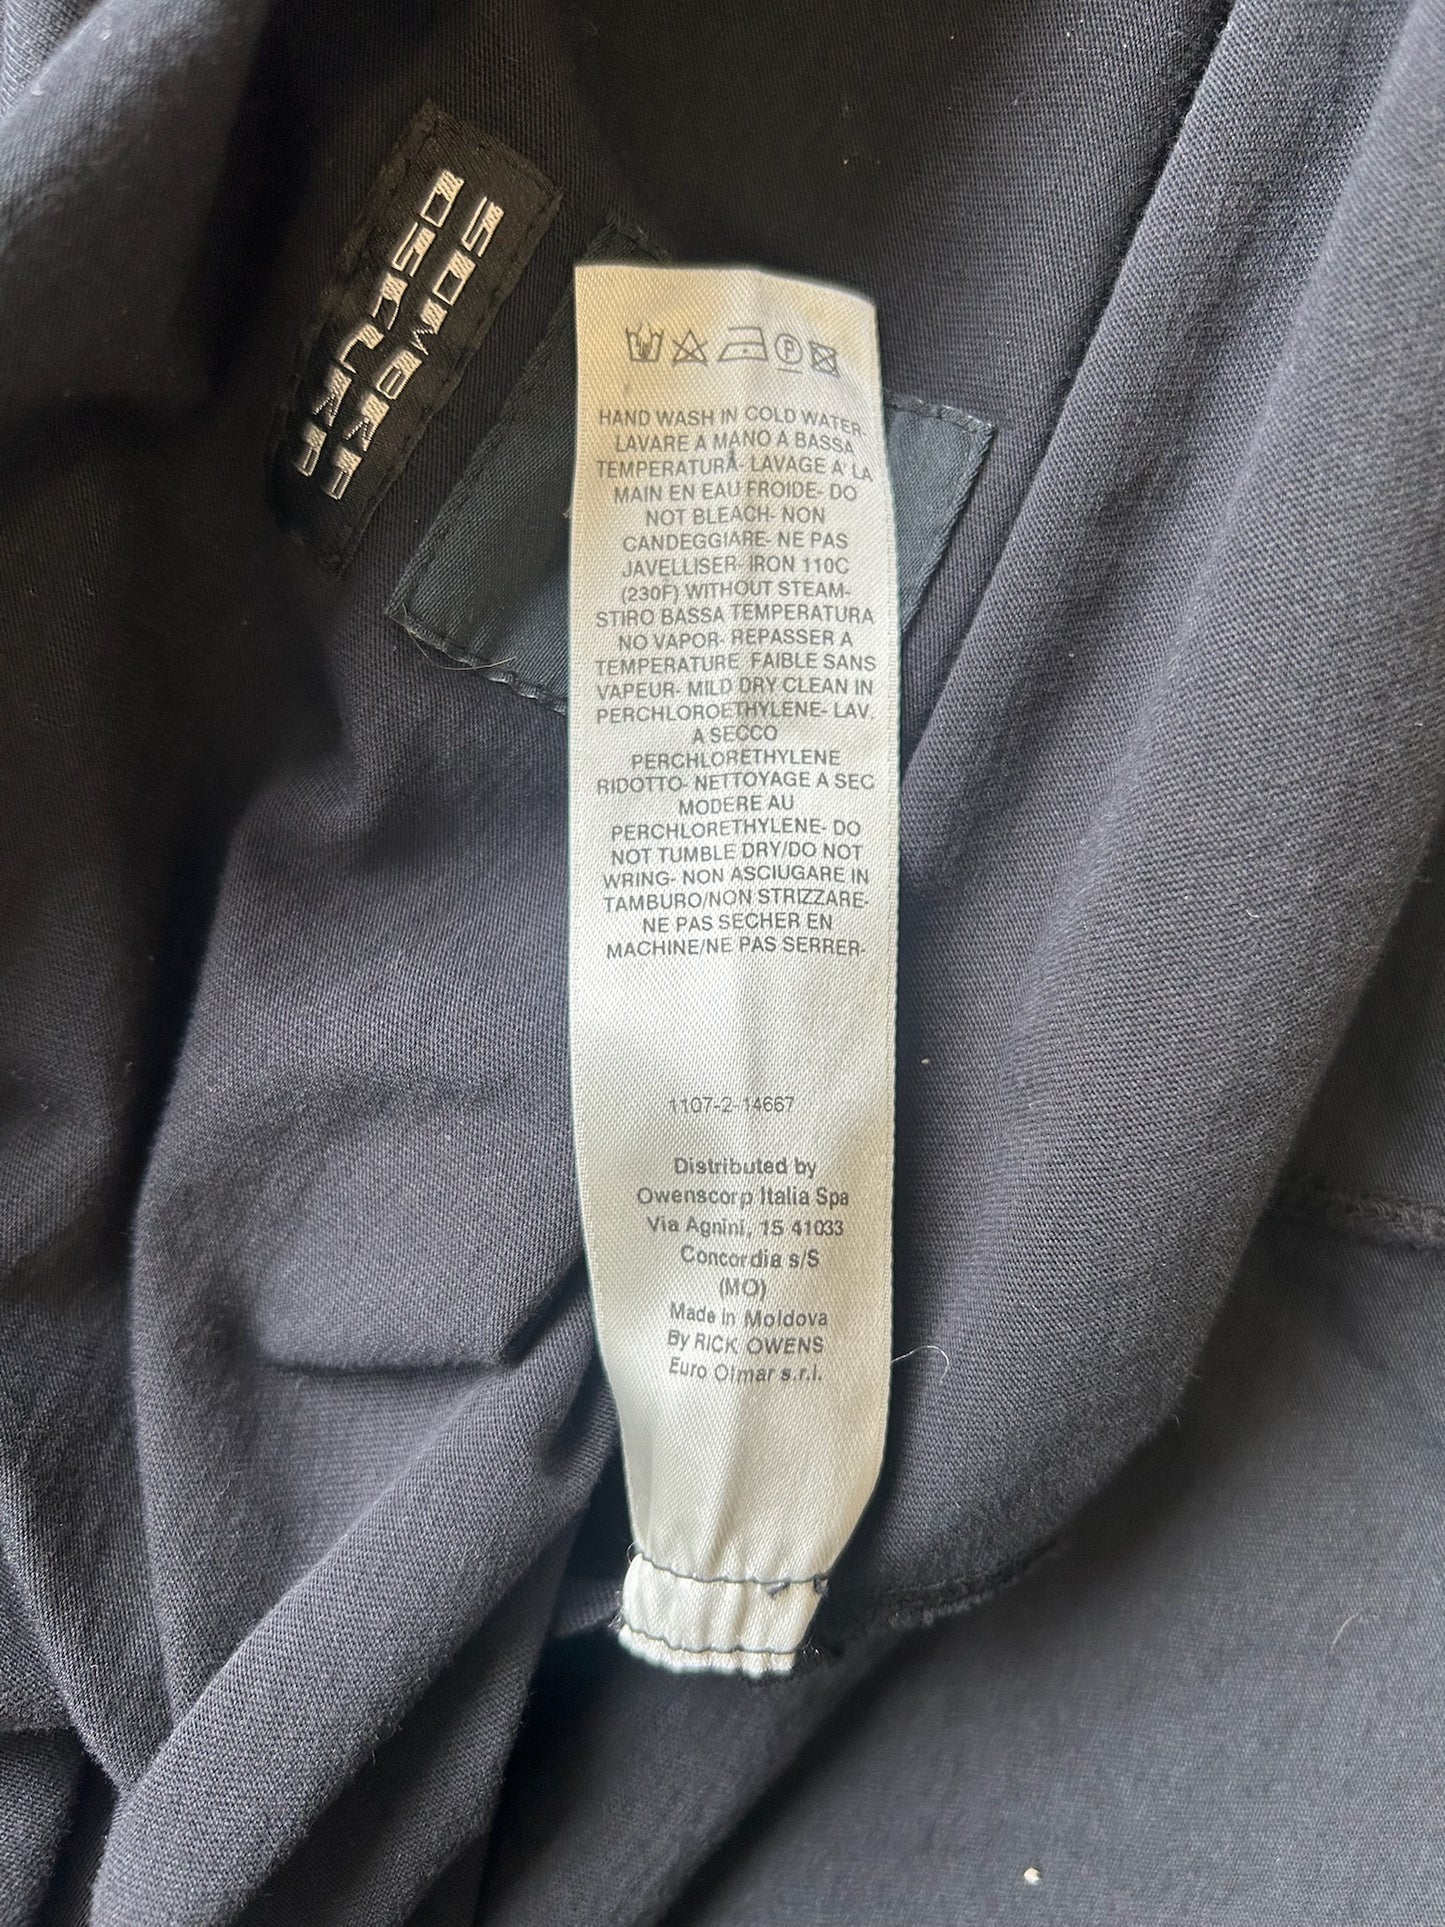 HAND WASH IN COLD WATER-
LAVARE A MANO A BASSA
TEMPERATURA- LAVAGE A' LA
MAIN EN EAU FROIDE- DO
NOT BLEACH- NON
CANDEGGIARE- NE PAS
JAVELLISER- IRON 110C
(230F) WITHOUT STEAM-
STIRO BASSA TEMPERATURA
NO VAPOR- REPASSER A
TEMPERATURE FAIBLE SANS
VAPEUR- MILD DRY CLEAN IN
PERCHLOROETHYLENE- LAV.
A SECCO
PERCHLORETHYLENE
RIDOTTO- NETTOYAGE A SEC
MODERE AU
PERCHLORETHYLENE- DO
NOT TUMBLE DRY/DO NOT
WRING- NON ASCIUGARE IN
TAMBURO/NON STRIZZARE-
NE PAS SECHER EN
MACHINE/NE PAS SERRER-
1107-2-14667
Distributed by
Owenscorp Italia Spa
Via Agnini, 15 41033
Concordia s/S
(MO)
Made in Moldova
By RICK OWENS
Euro Olmar s.r.l.